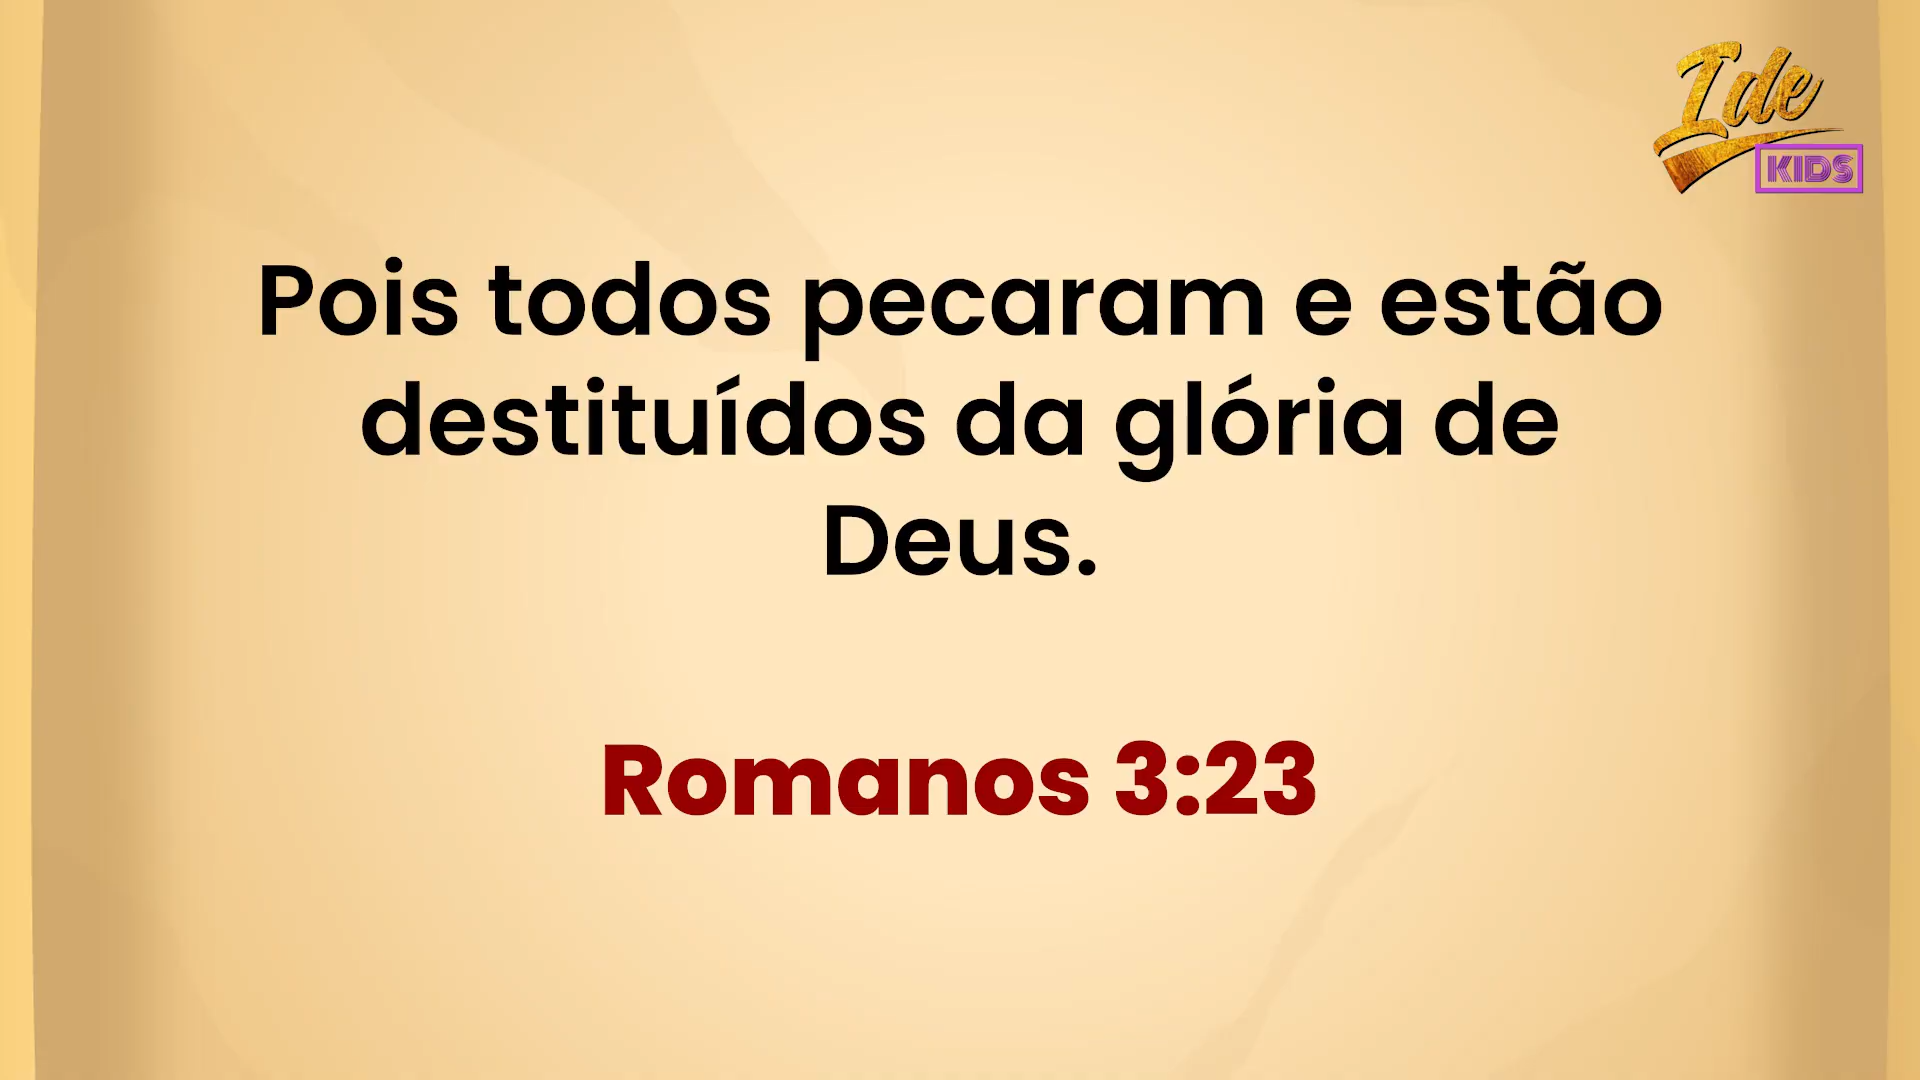 Ide
KIDS
Pois todos pecaram e estão
destituídos da glória de
Deus.
Romanos 3:23